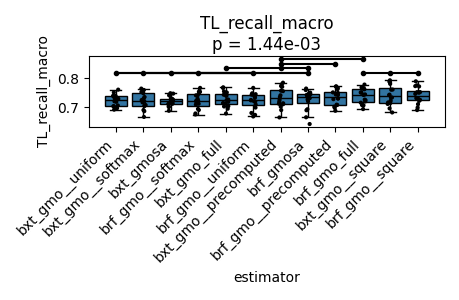 TL_recall_macro
p = 1.44e-03
TL_recall_macro
0.8
0.7
bxt_gmo__uniform
bxt_gmo__softmax
bxt_gmosa
brf_gmo__softmax
bxt_gmo_full
brf_gmo__uniform
bxt_gmo__precomputed
brf_gmosa
brf_gmo__precomputed
brf_gmo_full
bxt_gmo__square
brf_gmo__square
estimator